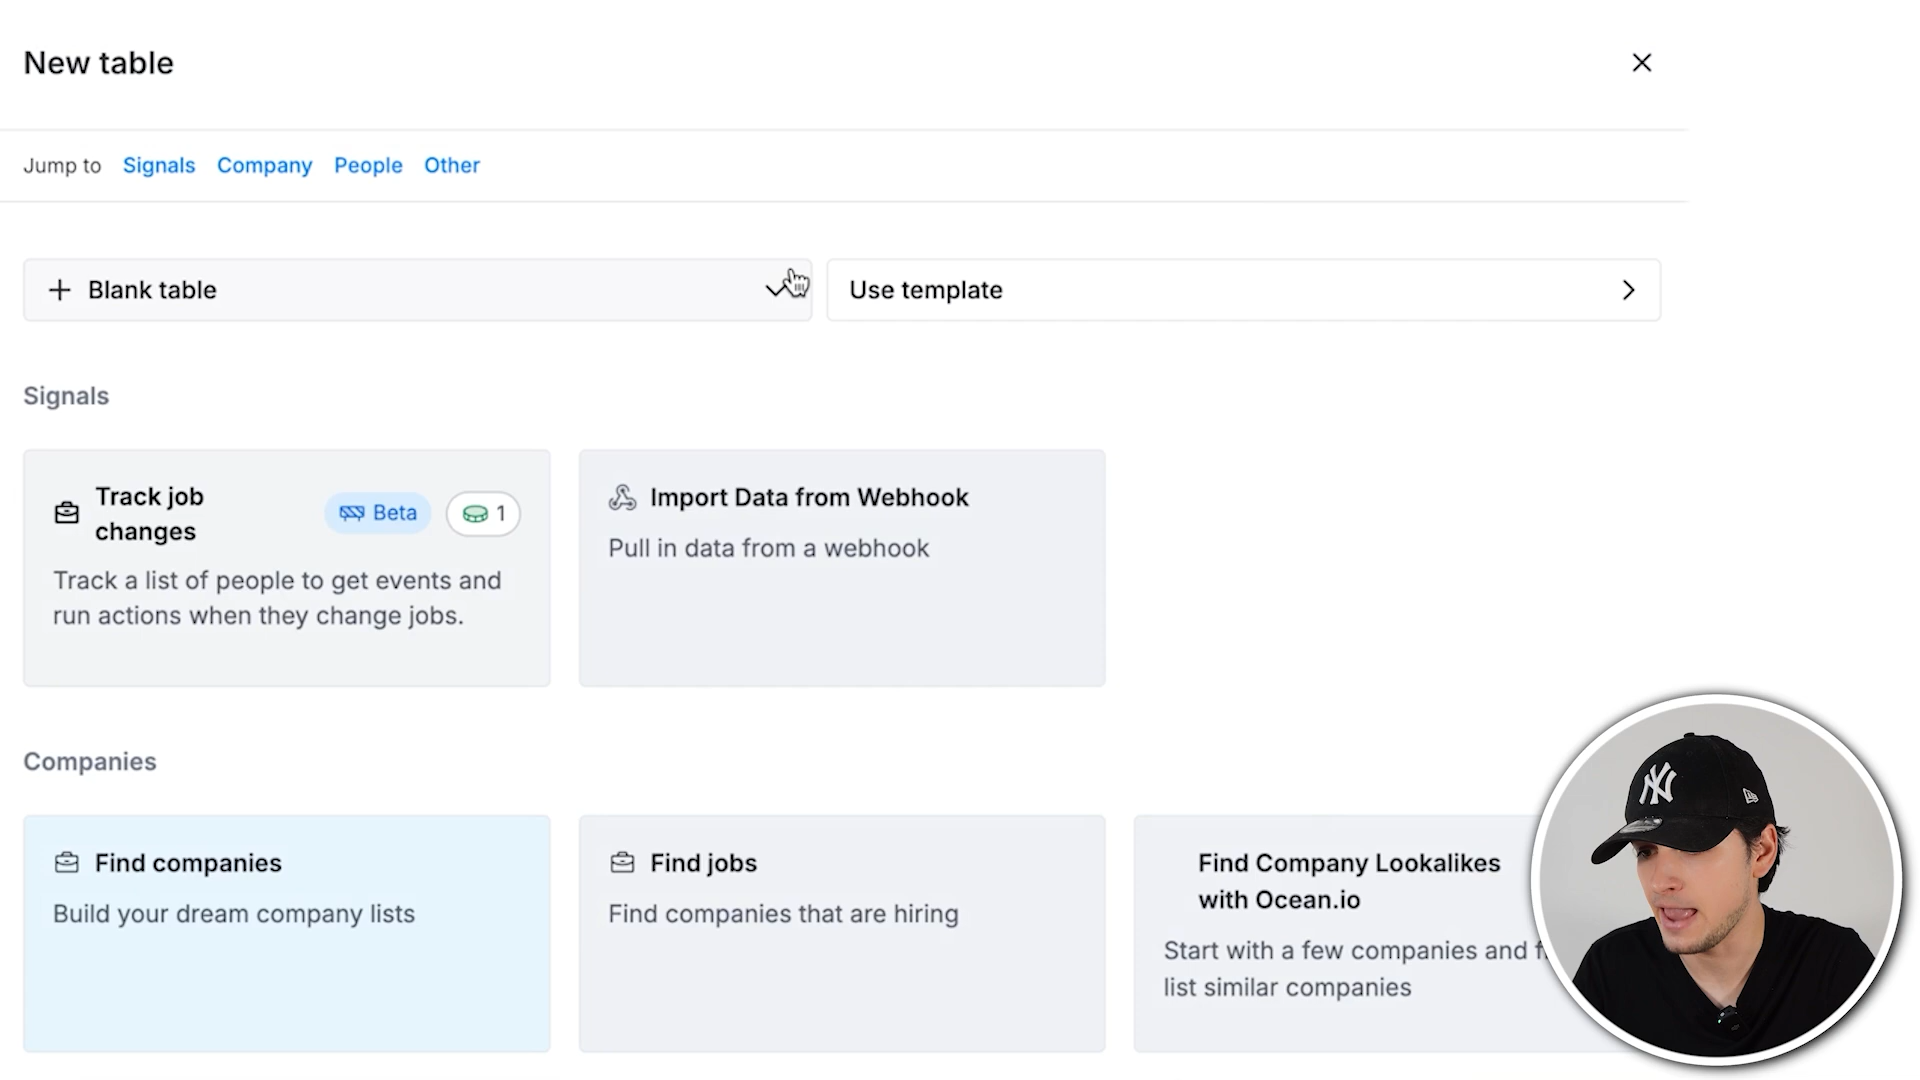 New table
Jump to Signals Company People Other
Blank table
Use template
Signals
Track job
changes
Beta
1
Track a list of people to get events and
run actions when they change jobs.
Import Data from Webhook
Pull in data from a webhook
Companies
Find companies
Build your dream company lists
Find jobs
Find companies that are hiring
Find Company Lookalikes
with Ocean.io
Start with a few companies and
list similar companies
NY